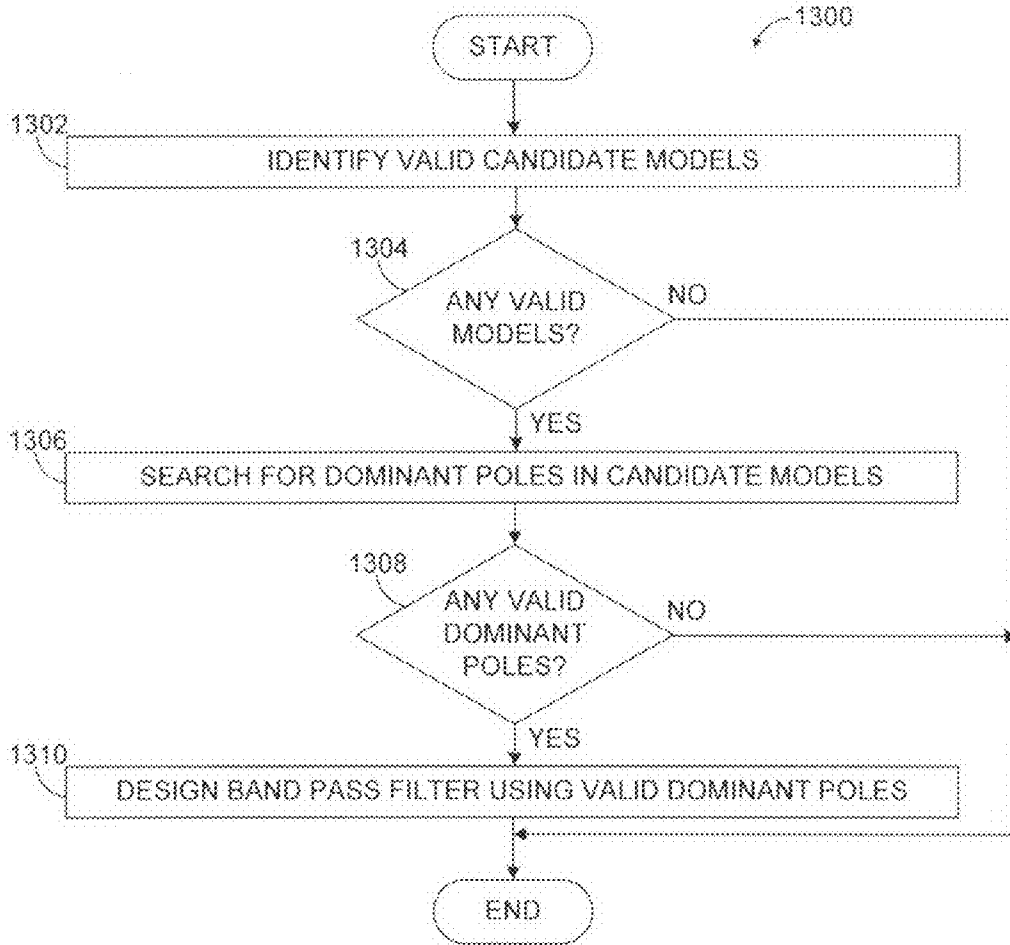 1300
START
1302
IDENTIFY VALID CANDIDATE MODELS
1304
ANY VALID
MODELS?
NO
YES
1306
SEARCH FOR DOMINANT POLES IN CANDIDATE MODELS
1308
ANY VALID
DOMINANT
POLES?
NO
YES
1310
DESIGN BAND PASS FILTER USING VALID DOMINANT POLES
END